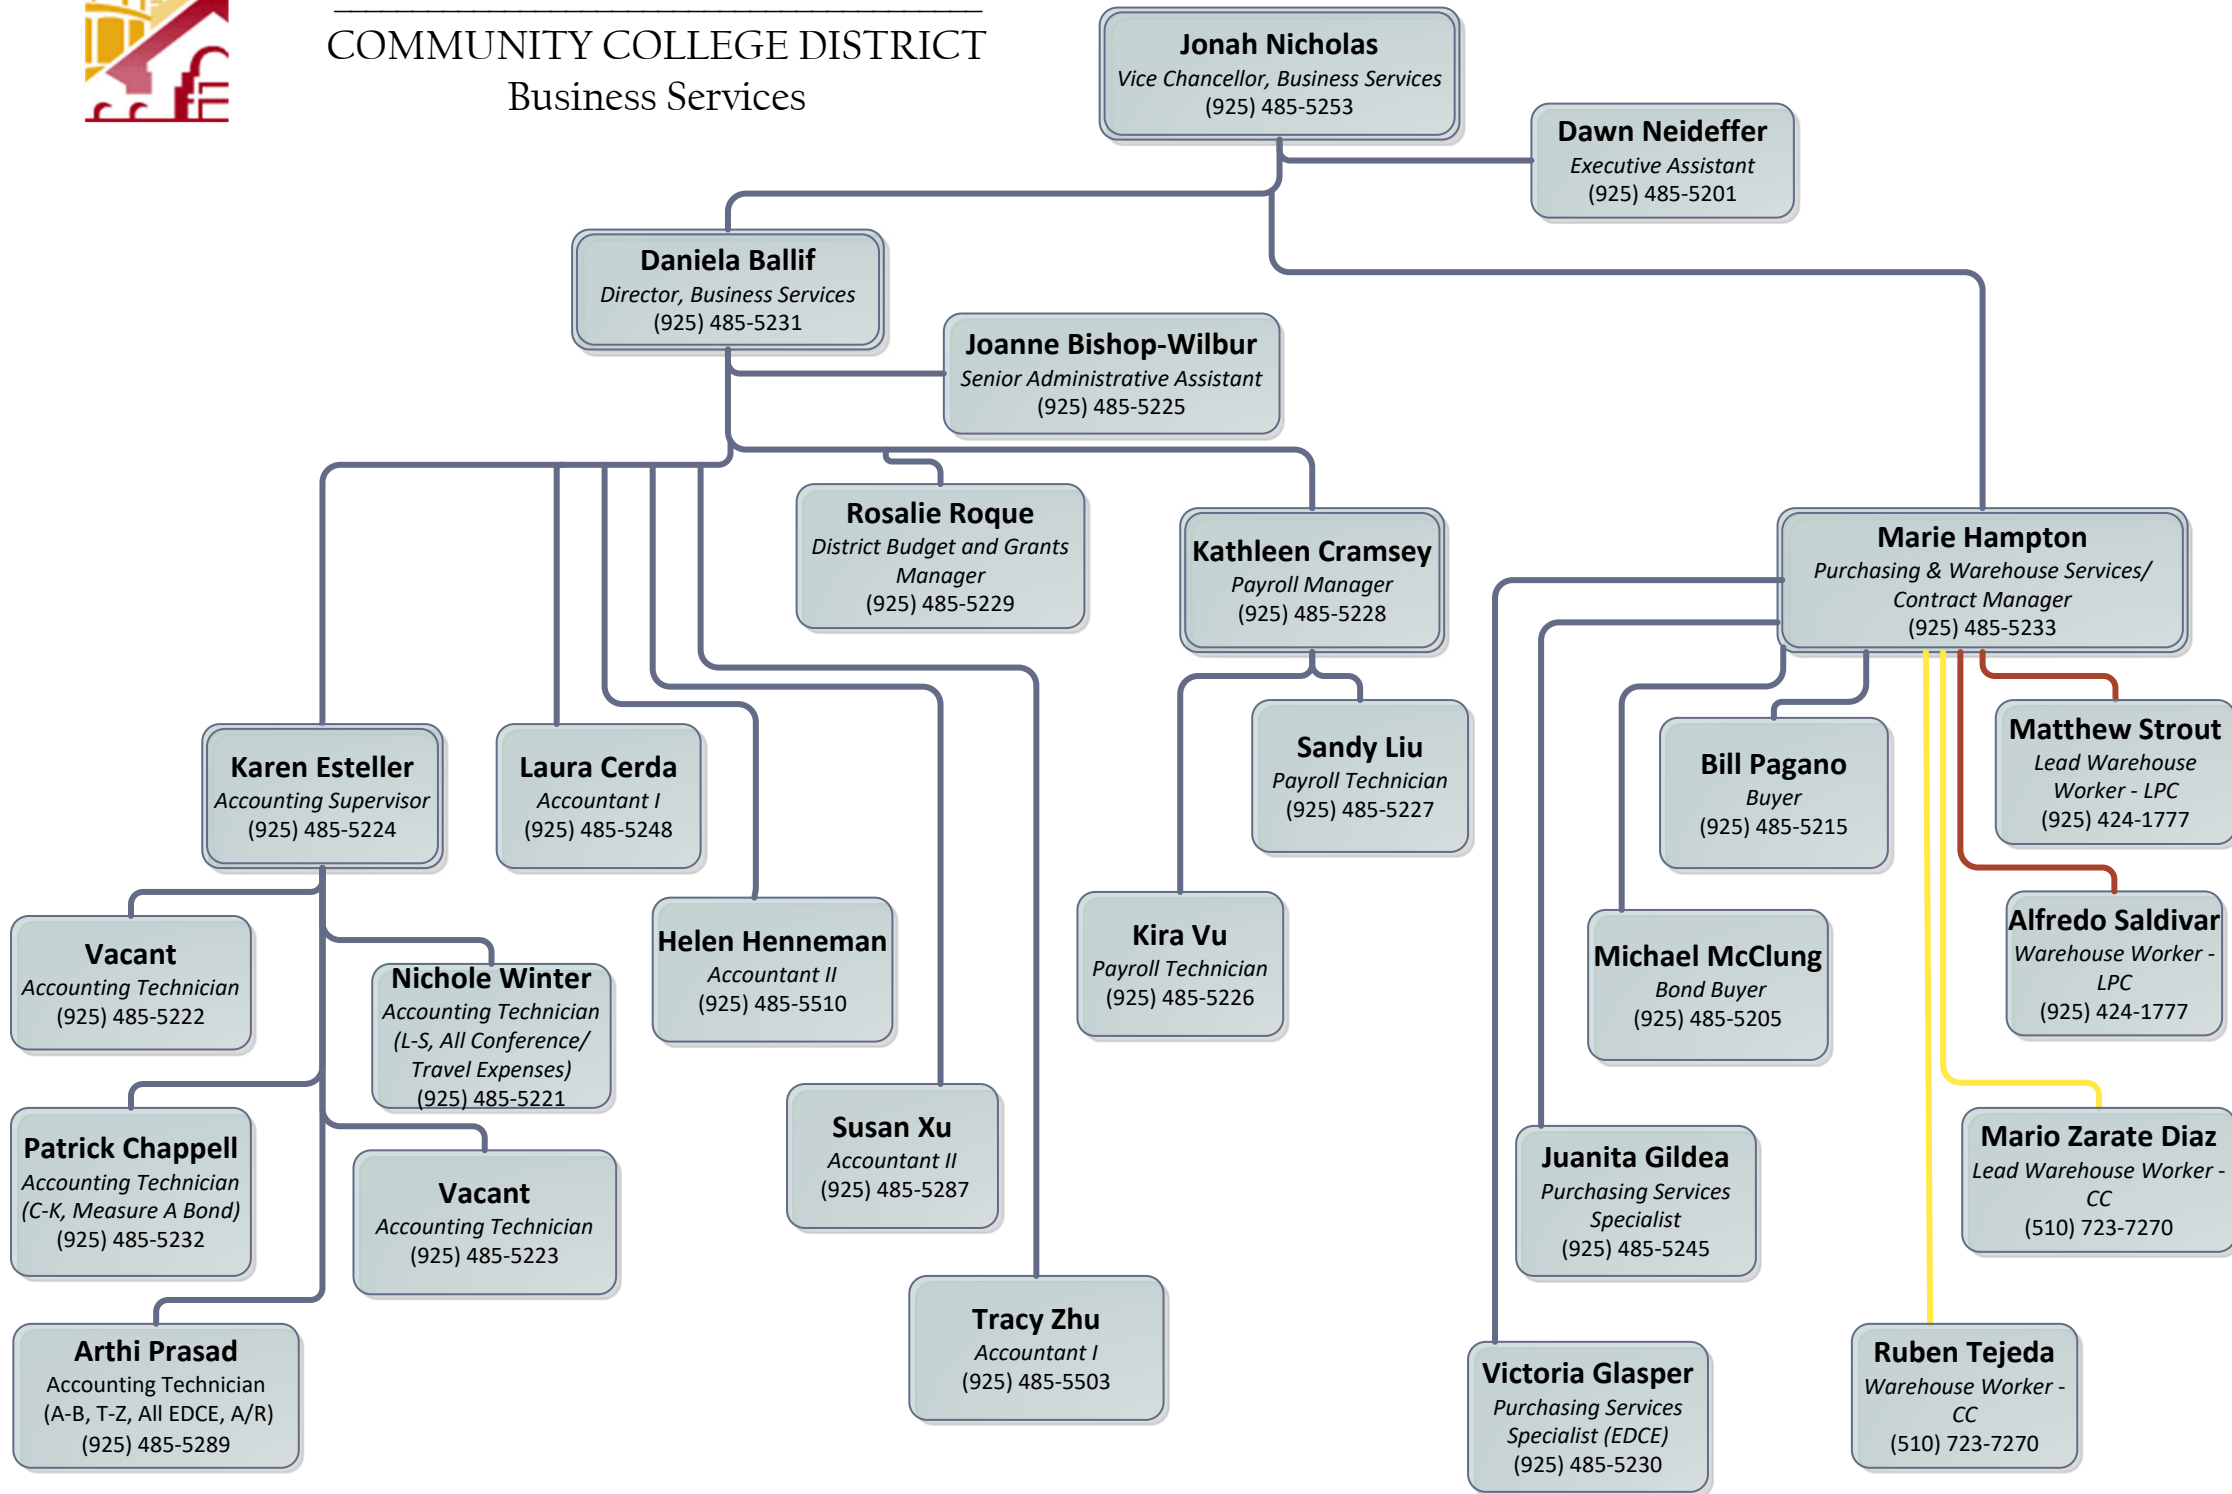 COMMUNITY COLLEGE DISTRICT
Business Services
Jonah Nicholas
Vice Chancellor, Business Services
(925) 485-5253
Dawn Neideffer
Executive Assistant
(925) 485-5201
Daniela Ballif
Director, Business Services
(925) 485-5231
Joanne Bishop-Wilbur
Senior Administrative Assistant
(925) 485-5225
Rosalie Roque
District Budget and Grants
Manager
(925) 485-5229
Kathleen Cramsey
Payroll Manager
(925) 485-5228
Marie Hampton
Purchasing & Warehouse Services/
Contract Manager
(925) 485-5233
Karen Esteller
Accounting Supervisor
(925) 485-5224
Laura Cerda
Accountant I
(925) 485-5248
Sandy Liu
Payroll Technician
(925) 485-5227
Bill Pagano
Buyer
(925) 485-5215
Matthew Strout
Lead Warehouse
Worker - LPC
(925) 424-1777
Vacant
Accounting Technician
(925) 485-5222
Nichole Winter
Accounting Technician
(L-S, All Conference/
Travel Expenses)
(925) 485-5221
Helen Henneman
Accountant II
(925) 485-5510
Kira Vu
Payroll Technician
(925) 485-5226
Michael McClung
Bond Buyer
(925) 485-5205
Alfredo Saldivar
Warehouse Worker -
LPC
(925) 424-1777
Patrick Chappell
Accounting Technician
(C-K, Measure A Bond)
(925) 485-5232
Vacant
Accounting Technician
(925) 485-5223
Susan Xu
Accountant II
(925) 485-5287
Juanita Gildea
Purchasing Services
Specialist
(925) 485-5245
Mario Zarate Diaz
Lead Warehouse Worker -
CC
(510) 723-7270
Arthi Prasad
Accounting Technician
(A-B, T-Z, All EDCE, A/R)
(925) 485-5289
Tracy Zhu
Accountant I
(925) 485-5503
Victoria Glasper
Purchasing Services
Specialist (EDCE)
(925) 485-5230
Ruben Tejeda
Warehouse Worker -
CC
(510) 723-7270